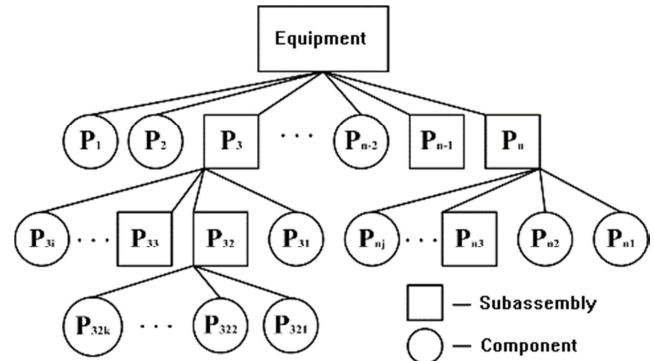 Equipment
P1 P2 P3 ... Pn-2 Pn-1 Pn
P3i ... P33 P32 P31 Pnj ... Pn3 Pn2 Pn1
P32k ... P322 P321
— Subassembly
— Component